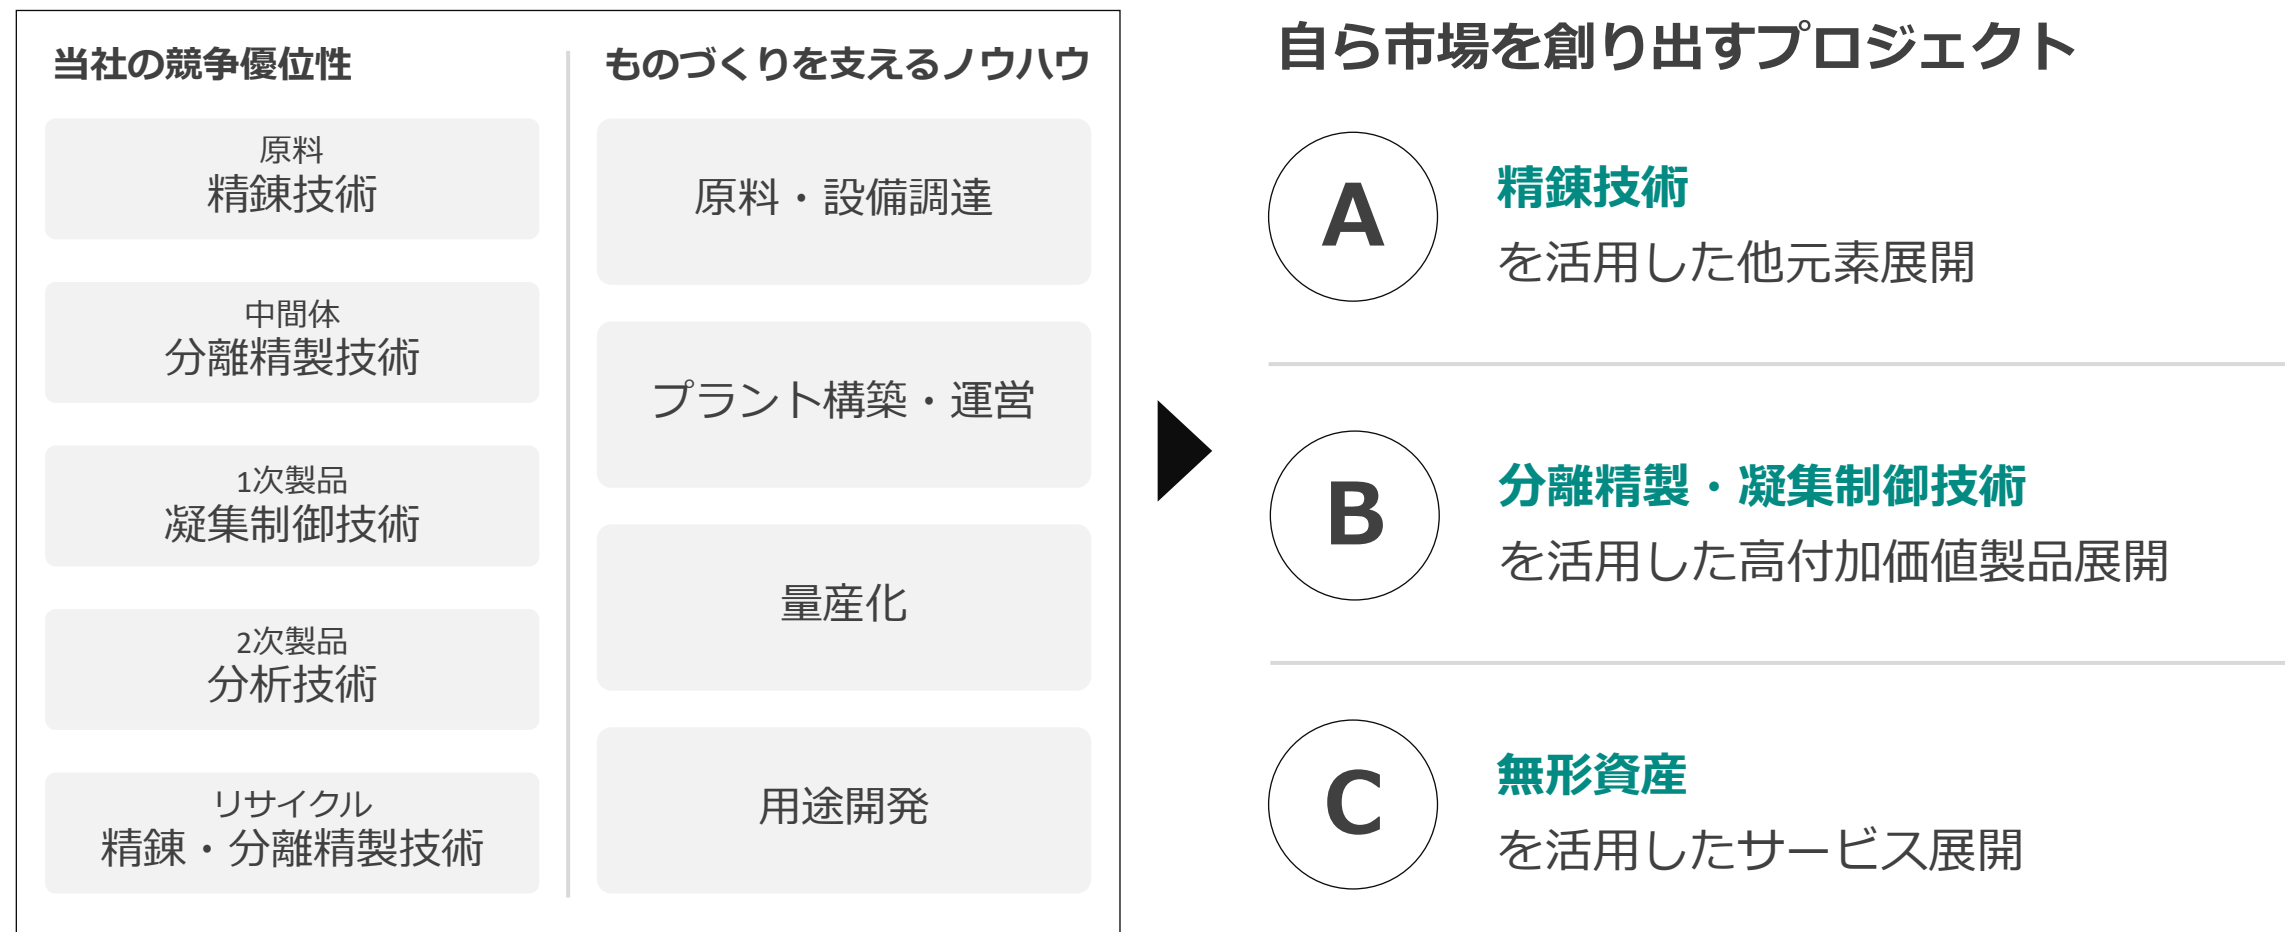 当社の競争優位性
原料
精錬技術
中間体
分離精製技術
1次製品
凝集制御技術
2次製品
分析技術
リサイクル
精錬・分離精製技術
ものづくりを支えるノウハウ
原料・設備調達
プラント構築・運営
量産化
用途開発
自ら市場を創り出すプロジェクト
A
精錬技術
を活用した他元素展開
B
分離精製・凝集制御技術
を活用した高付加価値製品展開
C
無形資産
を活用したサービス展開